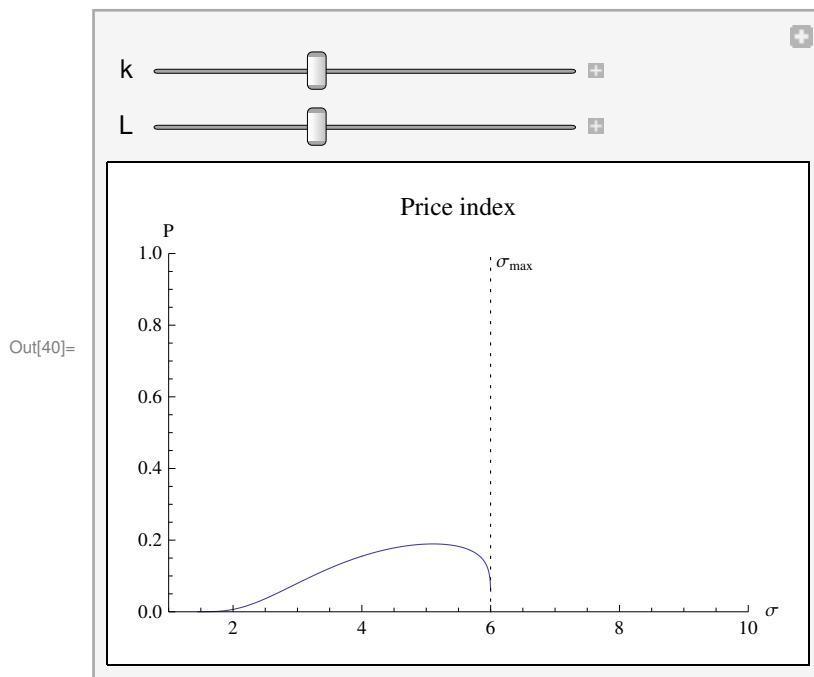 k
L
Price index
P
1.0
σmax
0.8
Out[40]=
0.6
0.4
0.2
0.0
σ
2 4 6 8 10